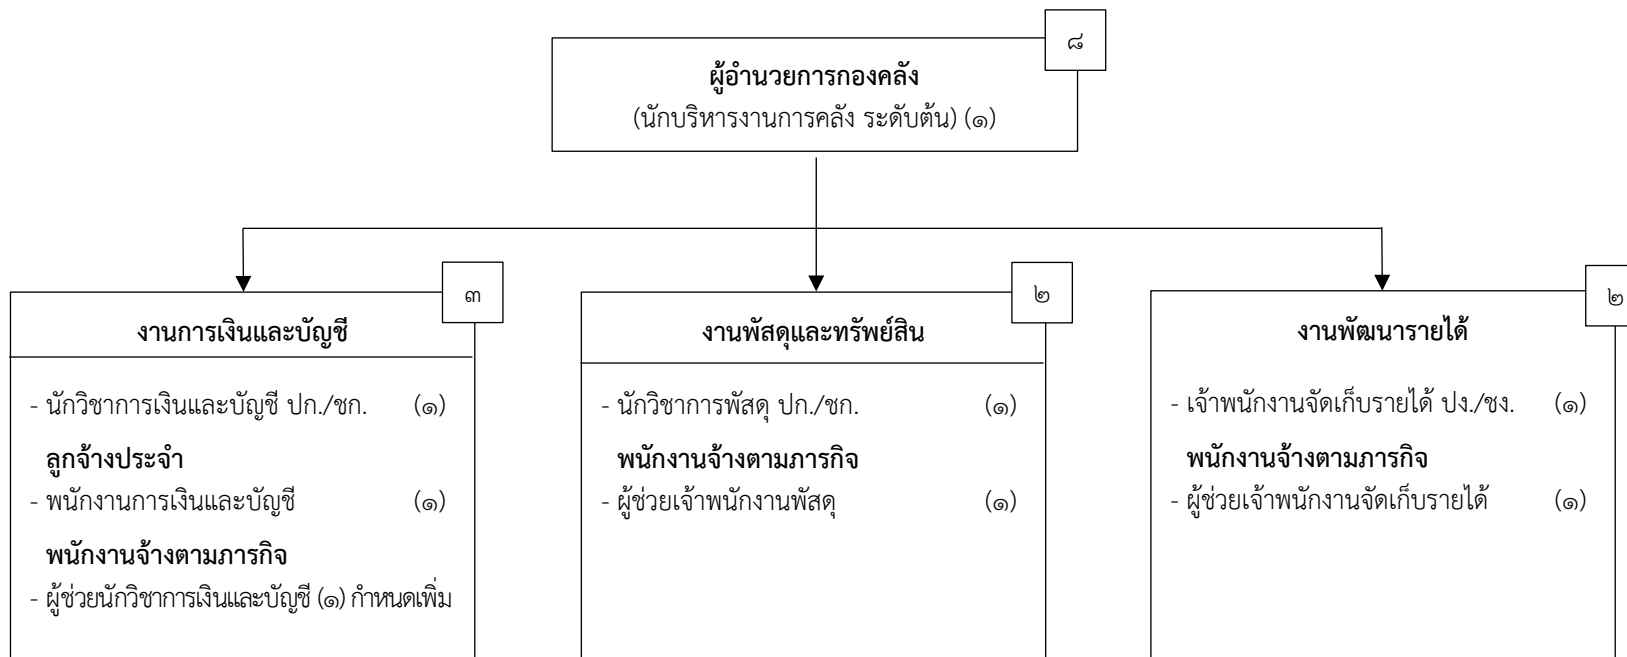 ๘
ผู้อำนวยการกองคลัง
(นักบริหารงานการคลัง ระดับต้น) (๑)
๓
งานการเงินและบัญชี
- นักวิชาการเงินและบัญชี ปก./ชก. (๑)
ลูกจ้างประจำ
- พนักงานการเงินและบัญชี (๑)
พนักงานจ้างตามภารกิจ
- ผู้ช่วยนักวิชาการเงินและบัญชี (๑) กำหนดเพิ่ม
๒
งานพัสดุและทรัพย์สิน
- นักวิชาการพัสดุ ปก./ชก. (๑)
พนักงานจ้างตามภารกิจ
- ผู้ช่วยเจ้าพนักงานพัสดุ (๑)
๒
งานพัฒนารายได้
- เจ้าพนักงานจัดเก็บรายได้ ปง./ชง. (๑)
พนักงานจ้างตามภารกิจ
- ผู้ช่วยเจ้าพนักงานจัดเก็บรายได้ (๑)